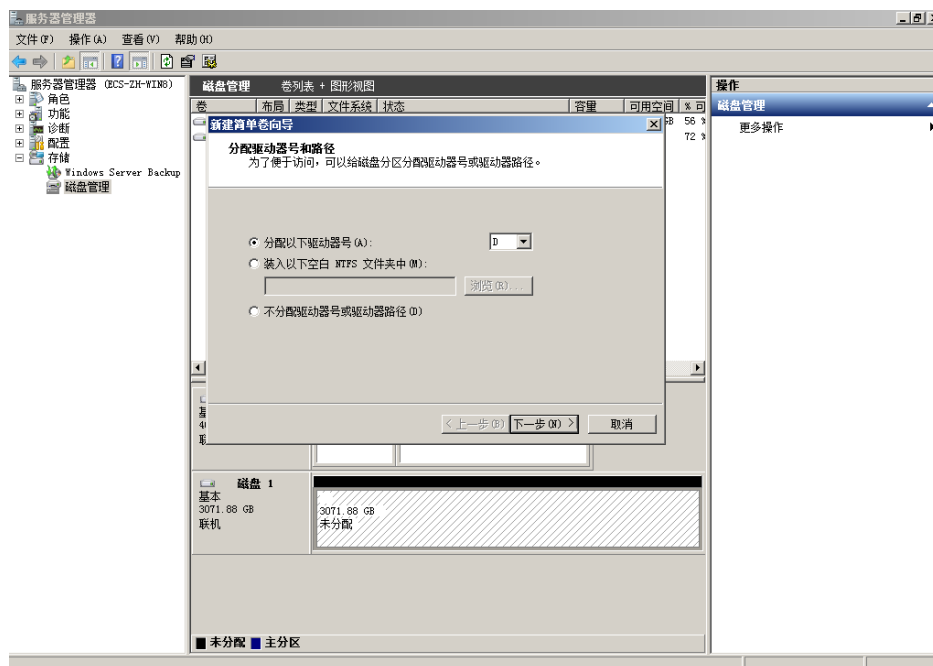 服务器管理器
文件(F) 操作(A) 查看(V) 帮助(H)
服务器管理器 (ECS-ZH-WIN8)
角色
功能
诊断
配置
存储
Windows Server Backup
磁盘管理
磁盘管理 卷列表 + 图形视图
卷 布局 类型 文件系统 状态 容量 可用空间 % 可
56 %
72 %
新建简单卷向导
分配驱动器号和路径
为了便于访问，可以给磁盘分区分配驱动器号或驱动器路径。
分配以下驱动器号(A): D
装入以下空白 NTFS 文件夹中(M):
浏览(R)...
不分配驱动器号或驱动器路径(D)
< 上一步(B) 下一步(N) > 取消
磁盘 1
基本
3071.88 GB
联机
3071.88 GB
未分配
未分配 主分区
操作
磁盘管理
更多操作